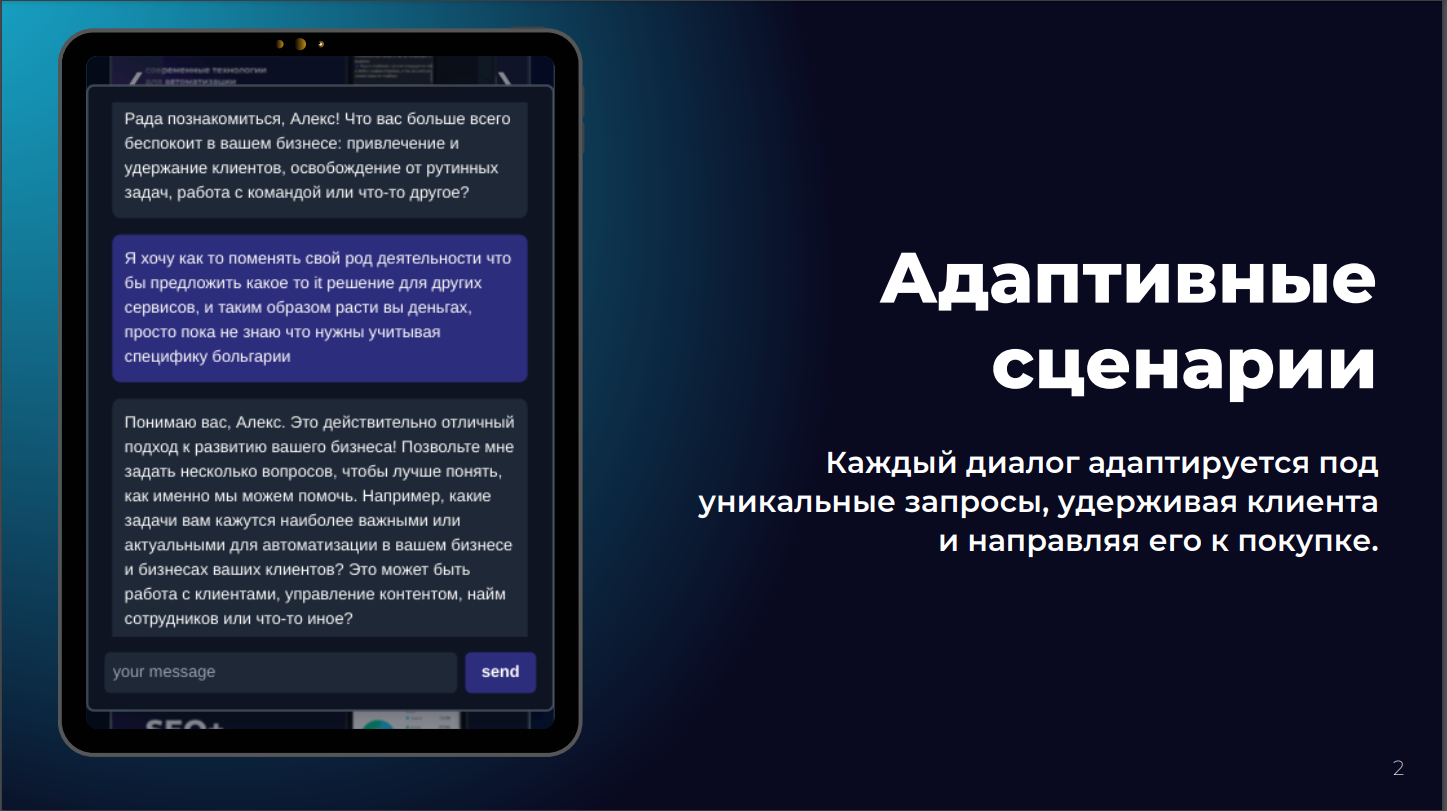 современные технологии
для автоматизации
Рада познакомиться, Алекс! Что вас больше всего
беспокоит в вашем бизнесе: привлечение и
удержание клиентов, освобождение от рутинных
задач, работа с командой или что-то другое?
Я хочу как то поменять свой род деятельности что
бы предложить какое то it решение для других
сервисов, и таким образом расти вы деньгах,
просто пока не знаю что нужны учитывая
специфику больгарии
Понимаю вас, Алекс. Это действительно отличный
подход к развитию вашего бизнеса! Позвольте мне
задать несколько вопросов, чтобы лучше понять,
как именно мы можем помочь. Например, какие
задачи вам кажутся наиболее важными или
актуальными для автоматизации в вашем бизнесе
и бизнесах ваших клиентов? Это может быть
работа с клиентами, управление контентом, найм
сотрудников или что-то иное?
your message
send
SEO+
Адаптивные
сценарии
Каждый диалог адаптируется под
уникальные запросы, удерживая клиента
и направляя его к покупке.
2